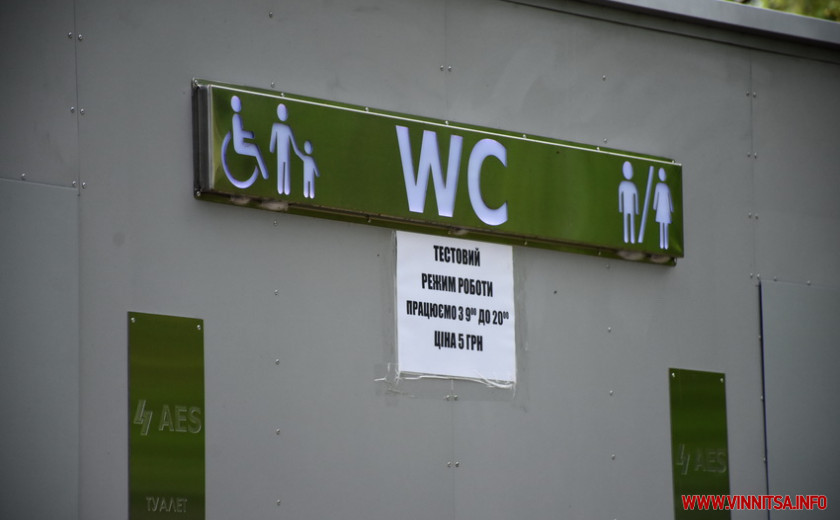 WC
ТЕСТОВИЙ
РЕЖИМ РОБОТИ
ПРАЦЮЄМО З 9⁰⁰ ДО 20⁰⁰
ЦІНА 5 ГРН
AES
ТУАЛЕТ
AES
WWW.VINNITSA.INFO